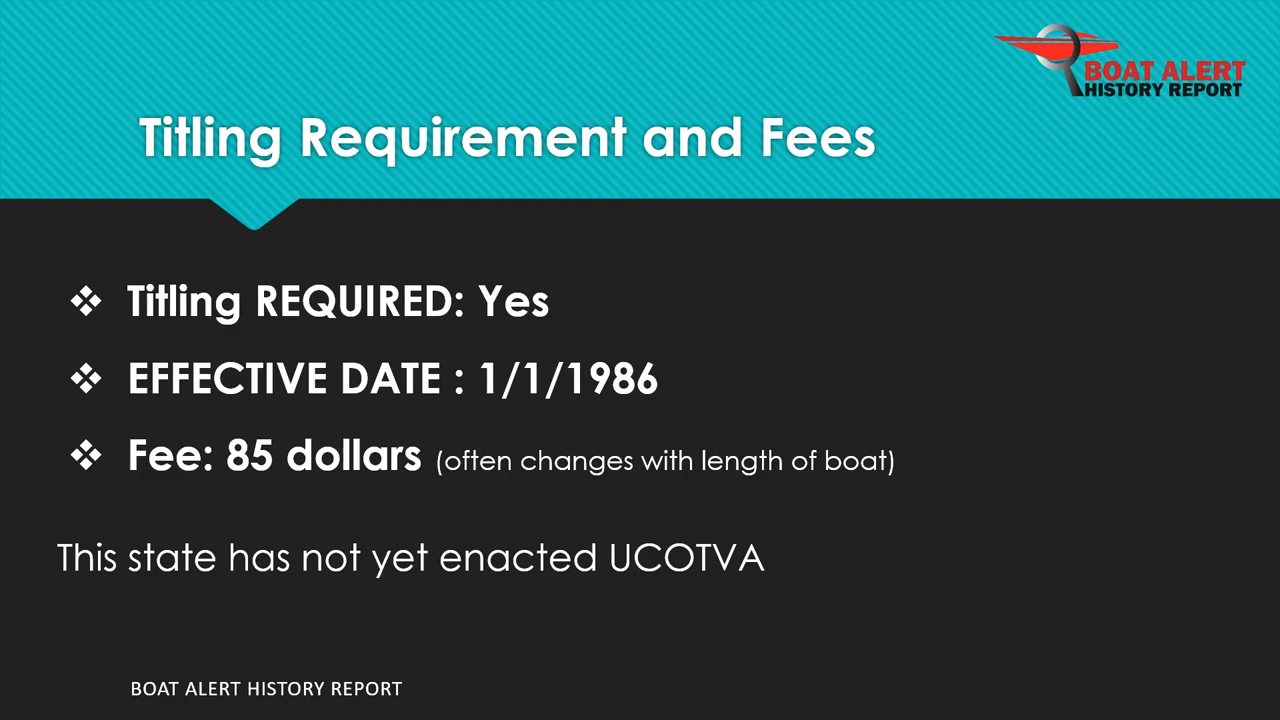 BOAT ALERT
HISTORY REPORT
Titling Requirement and Fees
❖ Titling REQUIRED: Yes
❖ EFFECTIVE DATE : 1/1/1986
❖ Fee: 85 dollars (often changes with length of boat)
This state has not yet enacted UCOTVA
BOAT ALERT HISTORY REPORT